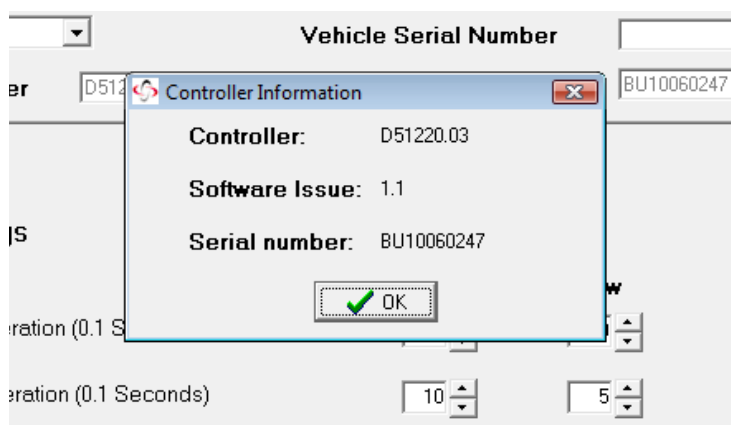 Vehicle Serial Number
er D512 BU10060247
Controller Information
Controller: D51220.03
Software Issue: 1.1
Serial number: BU10060247
gs
OK
w
eration (0.1 S
eration (0.1 Seconds) 10 5